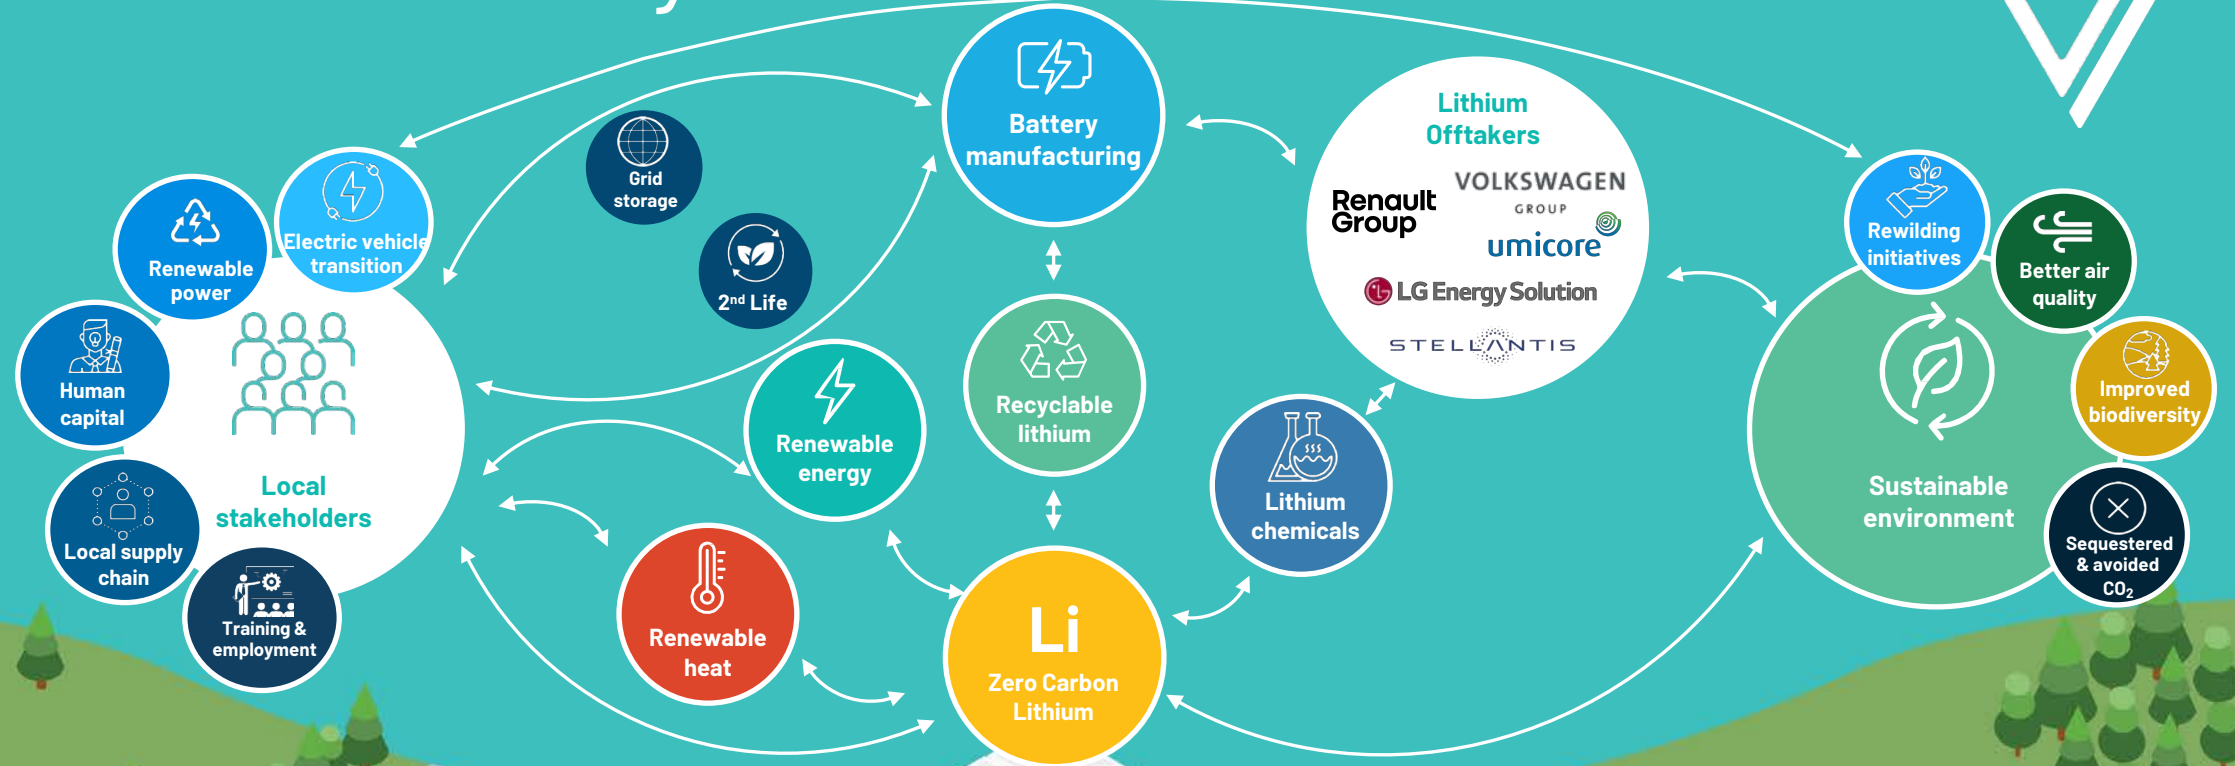 Battery
manufacturing
Lithium
Offtakers
Renault
Group
VOLKSWAGEN
GROUP
umicore
LG Energy Solution
STELLANTIS
Grid
storage
2nd Life
Electric vehicle
transition
Renewable
power
Human
capital
Local supply
chain
Training &
employment
Local
stakeholders
Renewable
energy
Renewable
heat
Recyclable
lithium
Lithium
chemicals
Li
Zero Carbon
Lithium
Rewilding
initiatives
Better air
quality
Improved
biodiversity
Sequestered
& avoided
CO₂
Sustainable
environment